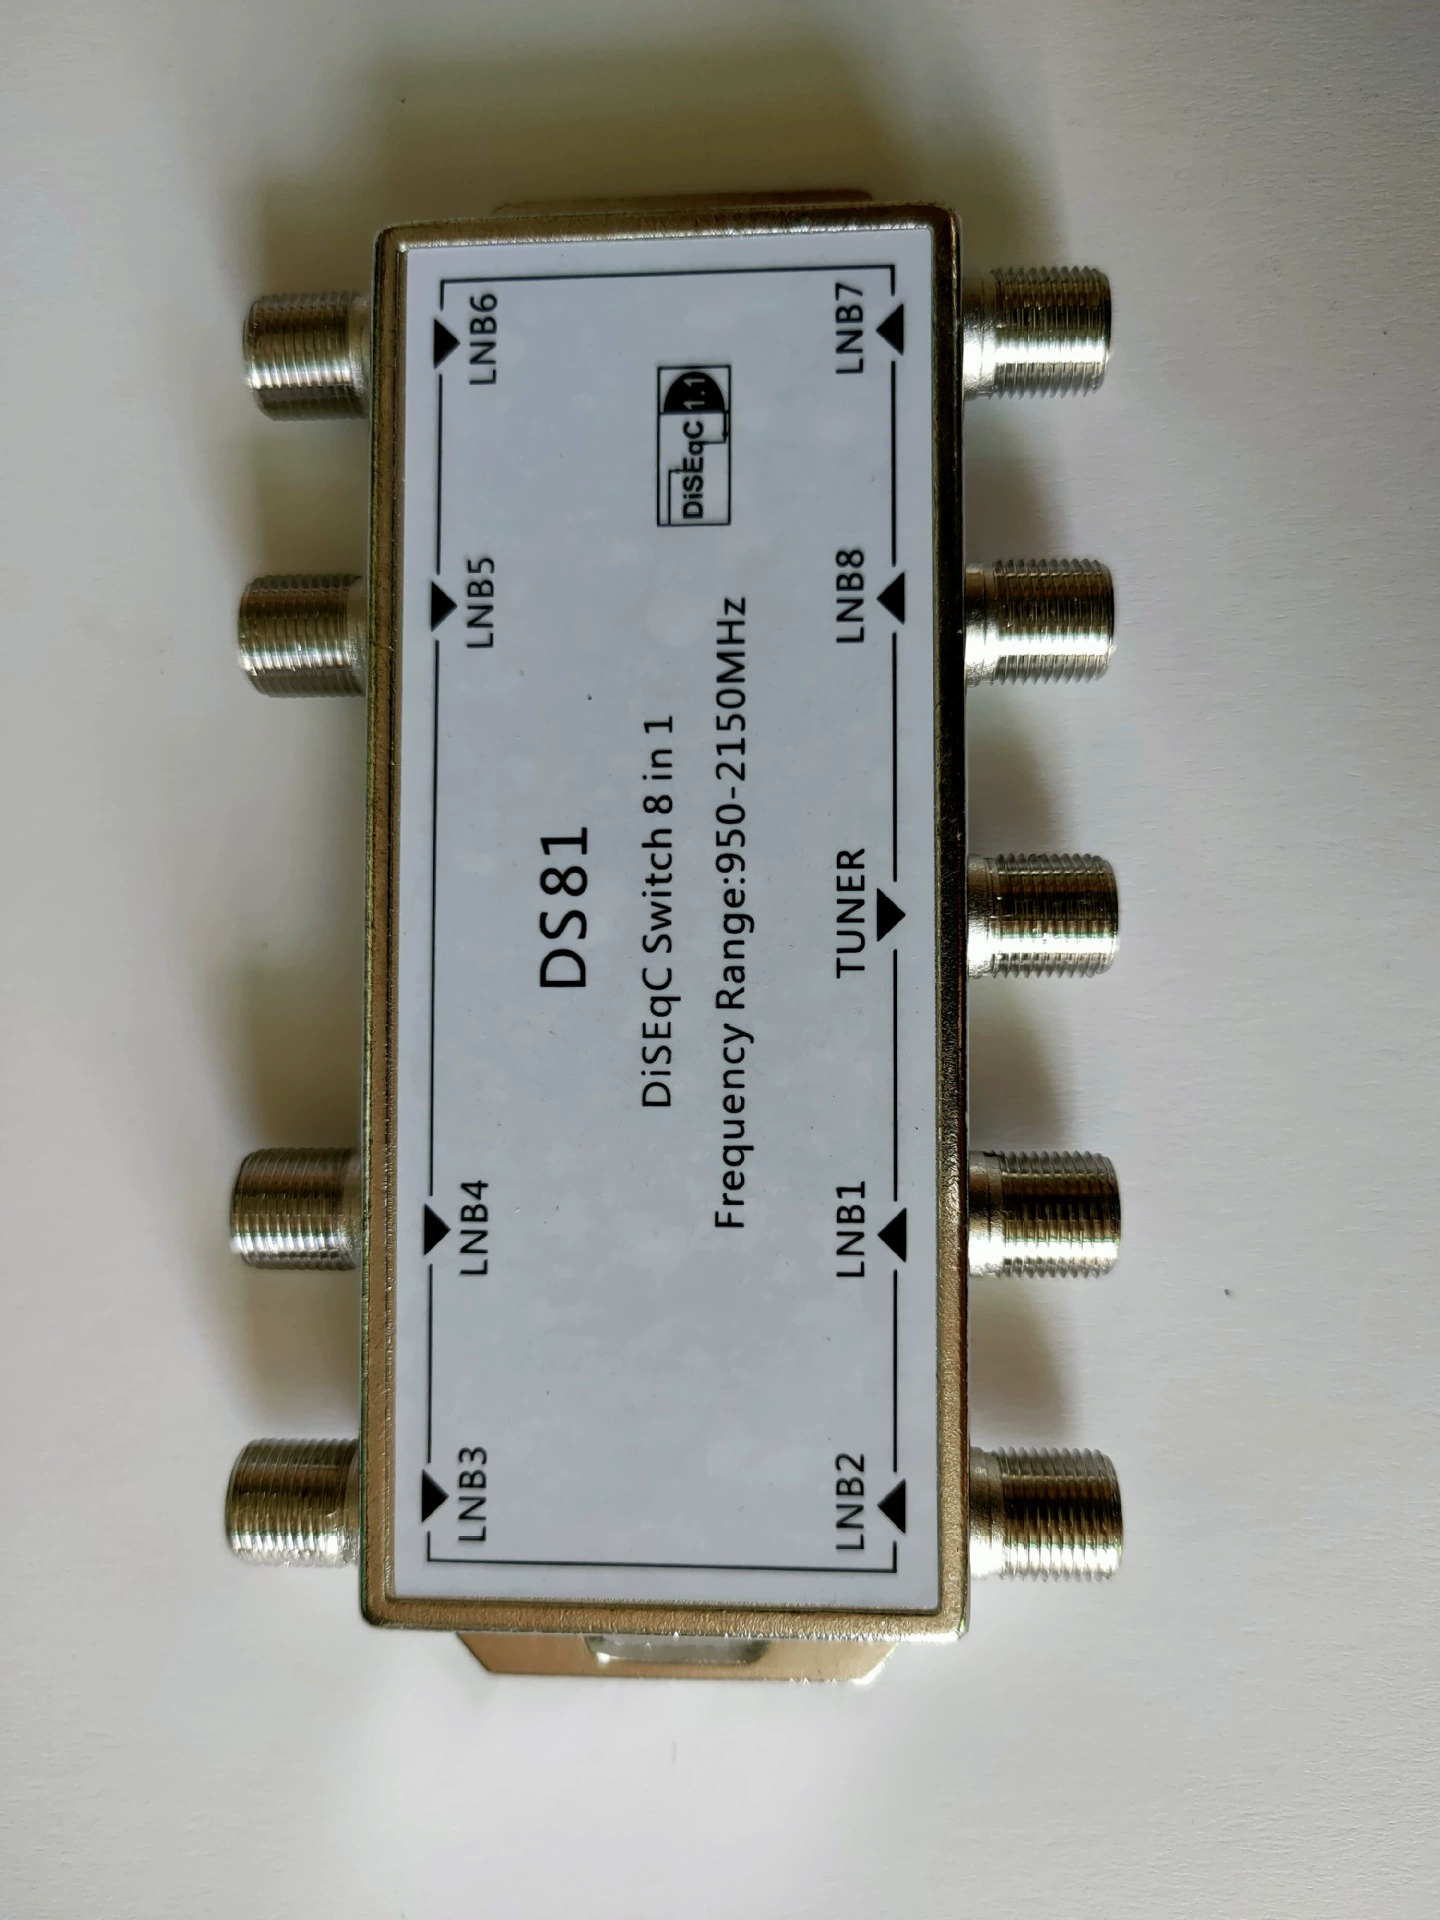 LNB3
LNB4
LNB5
LNB6
DS81
DiSEqC Switch 8 in 1
Frequency Range:950-2150MHz
DiSEqC 1.1
LNB2
LNB1
TUNER
LNB8
LNB7